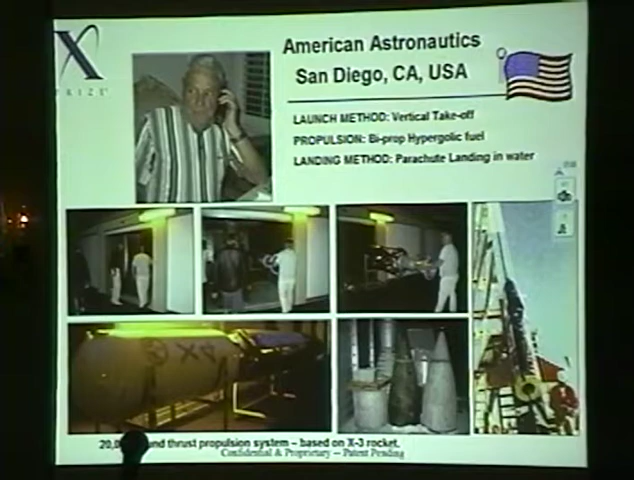 X
PRIZE
American Astronautics
San Diego, CA, USA
LAUNCH METHOD: Vertical Take-off
PROPULSION: Bi-prop Hypergolic fuel
LANDING METHOD: Parachute Landing in water
X-4
thrust propulsion system – based on X-3 rocket.
Confidential & Proprietary -- Patent Pending